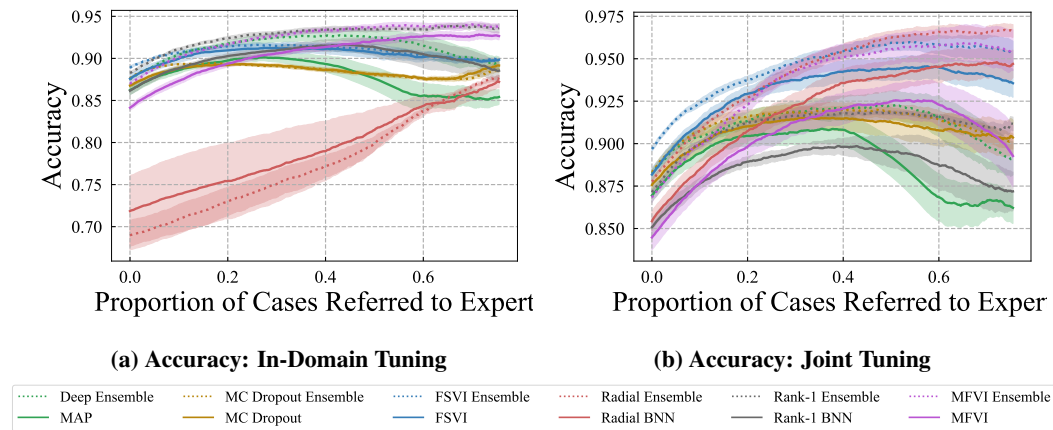 0.95
0.90
0.85
0.80
0.75
0.70
Accuracy
0.0 0.2 0.4 0.6
Proportion of Cases Referred to Expert
(a) Accuracy: In-Domain Tuning
0.975
0.950
0.925
0.900
0.875
0.850
Accuracy
0.0 0.2 0.4 0.6
Proportion of Cases Referred to Expert
(b) Accuracy: Joint Tuning
Deep Ensemble MC Dropout Ensemble FSVI Ensemble Radial Ensemble Rank-1 Ensemble MFVI Ensemble
MAP MC Dropout FSVI Radial BNN Rank-1 BNN MFVI